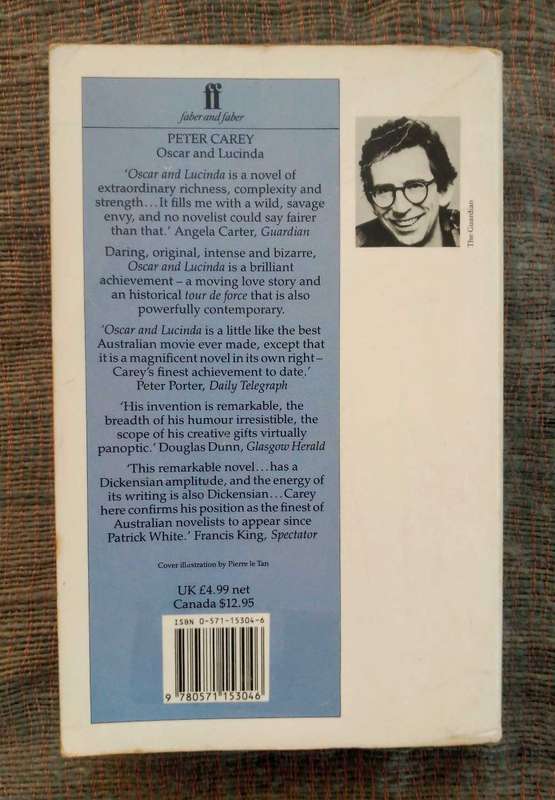 ff
faber and faber
PETER CAREY
Oscar and Lucinda
'Oscar and Lucinda is a novel of
extraordinary richness, complexity and
strength...It fills me with a wild, savage
envy, and no novelist could say fairer
than that.' Angela Carter, Guardian
Daring, original, intense and bizarre,
Oscar and Lucinda is a brilliant
achievement – a moving love story and
an historical tour de force that is also
powerfully contemporary.
'Oscar and Lucinda is a little like the best
Australian movie ever made, except that
it is a magnificent novel in its own right–
Carey's finest achievement to date.'
Peter Porter, Daily Telegraph
'His invention is remarkable, the
breadth of his humour irresistible, the
scope of his creative gifts virtually
panoptic.' Douglas Dunn, Glasgow Herald
'This remarkable novel...has a
Dickensian amplitude, and the energy of
its writing is also Dickensian...Carey
here confirms his position as the finest of
Australian novelists to appear since
Patrick White.' Francis King, Spectator
Cover illustration by Pierre le Tan
UK £4.99 net
Canada $12.95
ISBN 0-571-15304-6
9 780571 153046
The Guardian